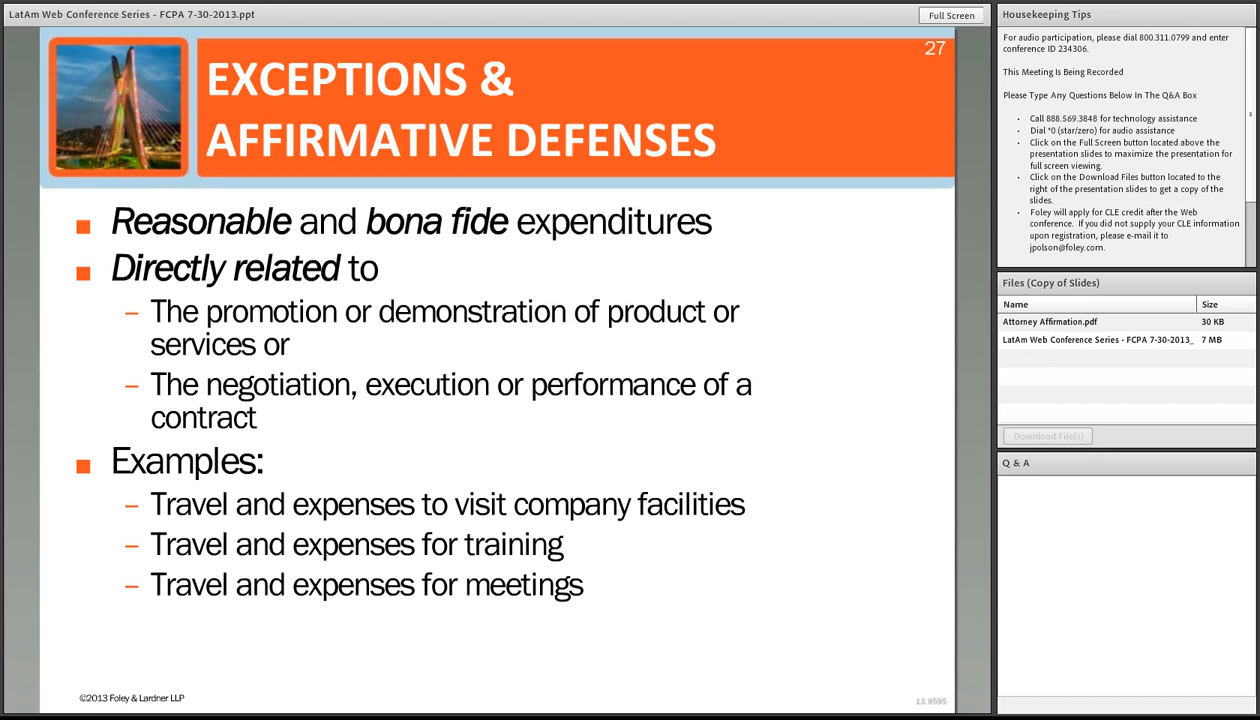 LatAm Web Conference Series - FCPA 7-30-2013.ppt
Full Screen
27
EXCEPTIONS &
AFFIRMATIVE DEFENSES
■ Reasonable and bona fide expenditures
■ Directly related to
– The promotion or demonstration of product or
services or
– The negotiation, execution or performance of a
contract
■ Examples:
– Travel and expenses to visit company facilities
– Travel and expenses for training
– Travel and expenses for meetings
©2013 Foley & Lardner LLP
13.9595
Housekeeping Tips
For audio participation, please dial 800.311.0799 and enter
conference ID 234306.
This Meeting Is Being Recorded
Please Type Any Questions Below In The Q&A Box
• Call 888.569.3848 for technology assistance
• Dial *0 (star/zero) for audio assistance
• Click on the Full Screen button located above the
presentation slides to maximize the presentation for
full screen viewing.
• Click on the Download Files button located to the
right of the presentation slides to get a copy of the
slides.
• Foley will apply for CLE credit after the Web
conference. If you did not supply your CLE information
upon registration, please e-mail it to
jpolson@foley.com.
Files (Copy of Slides)
Name Size
Attorney Affirmation.pdf 30 KB
LatAm Web Conference Series - FCPA 7-30-2013_ 7 MB
Download File(s)
Q & A